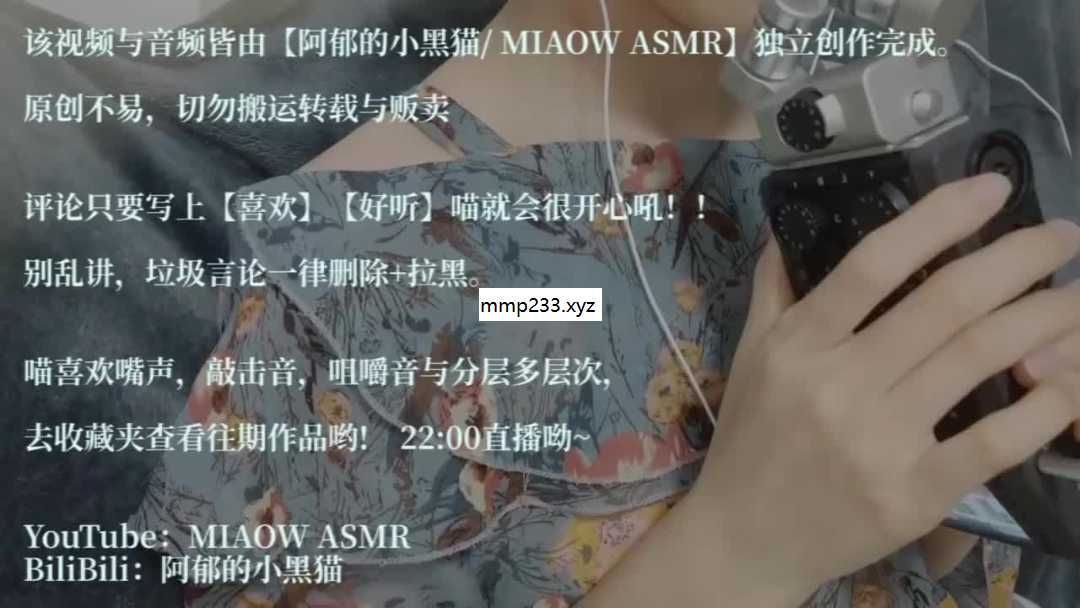 该视频与音频皆由【阿郁的小黑猫/ MIAOW ASMR】独立创作完成。
原创不易，切勿搬运转载与贩卖
评论只要写上【喜欢】【好听】喵就会很开心吼！！
别乱讲，垃圾言论一律删除+拉黑。
mmp233.xyz
喵喜欢嘴声，敲击音，咀嚼音与分层多层次，
去收藏夹查看往期作品哟！ 22:00直播呦~
YouTube：MIAOW ASMR
BiliBili：阿郁的小黑猫